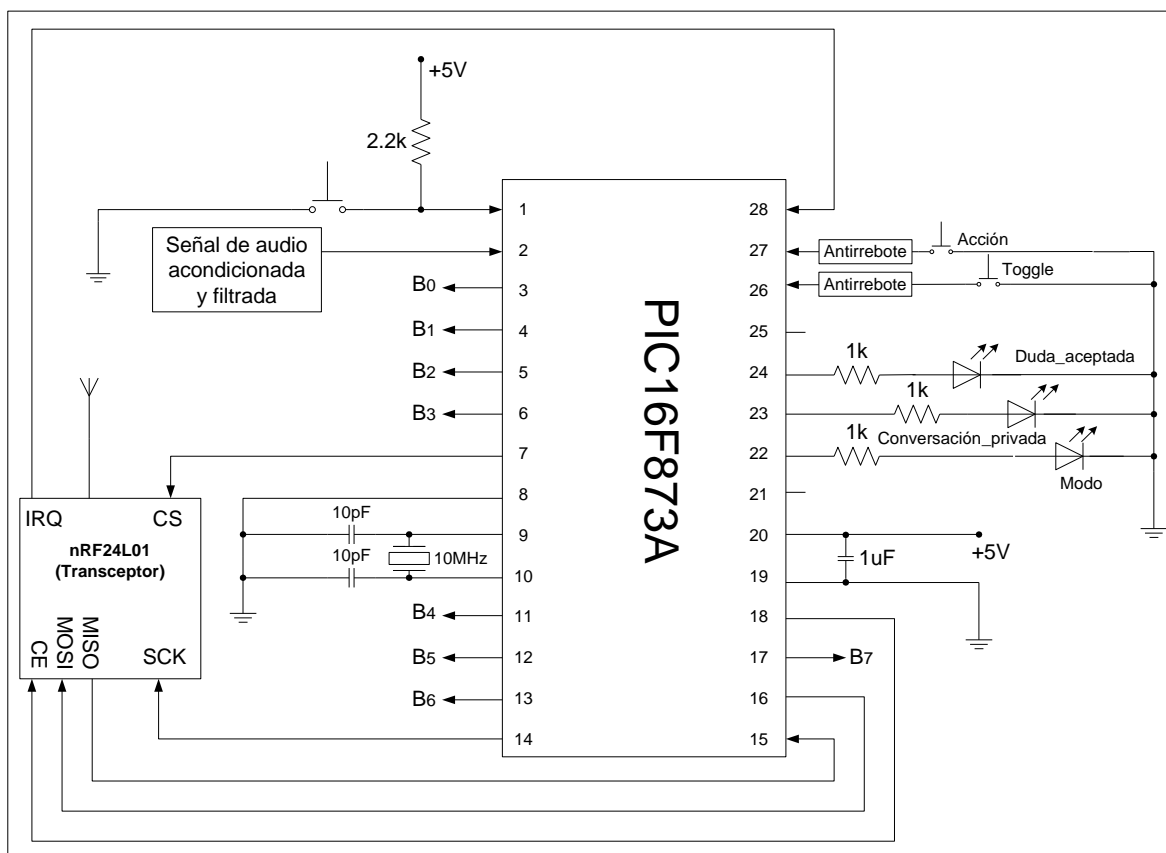 +5V
2.2k
1
28
Señal de audio
acondicionada
y filtrada
2
27
Antirrebote
Acción
B0
3
26
Antirrebote
Toggle
B1
4
25
B2
5
24
1k
Duda_aceptada
B3
6
23
1k
7
22
1k
Conversación_privada
Modo
PIC16F873A
8
21
IRQ
CS
nRF24L01
(Transceptor)
CE
MOSI
MISO
SCK
10pF
9
20
+5V
10pF
10MHz
10
19
1uF
B4
11
18
B5
12
17
B7
B6
13
16
14
15